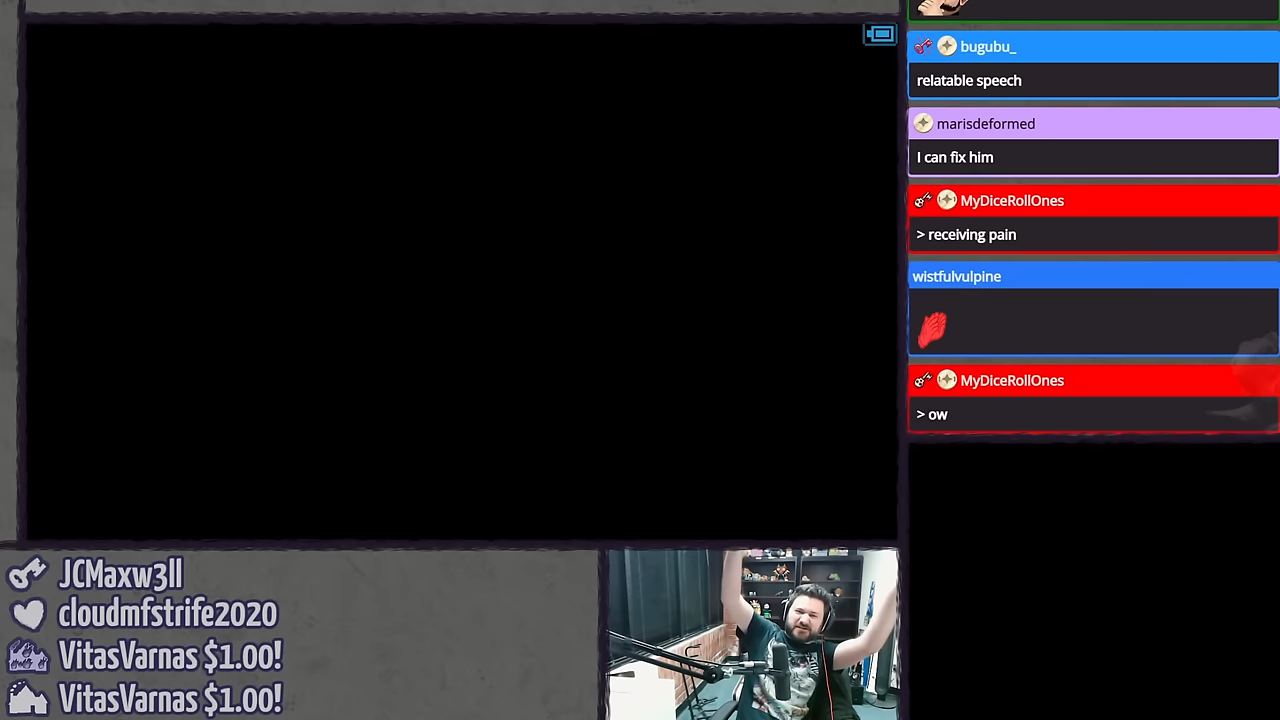 bugubu_
relatable speech
marisdeformed
I can fix him
MyDiceRollOnes
> receiving pain
wistfulvulpine
MyDiceRollOnes
> ow
JCMaxw3ll
cloudmfstrife2020
VitasVarnas $1.00!
VitasVarnas $1.00!